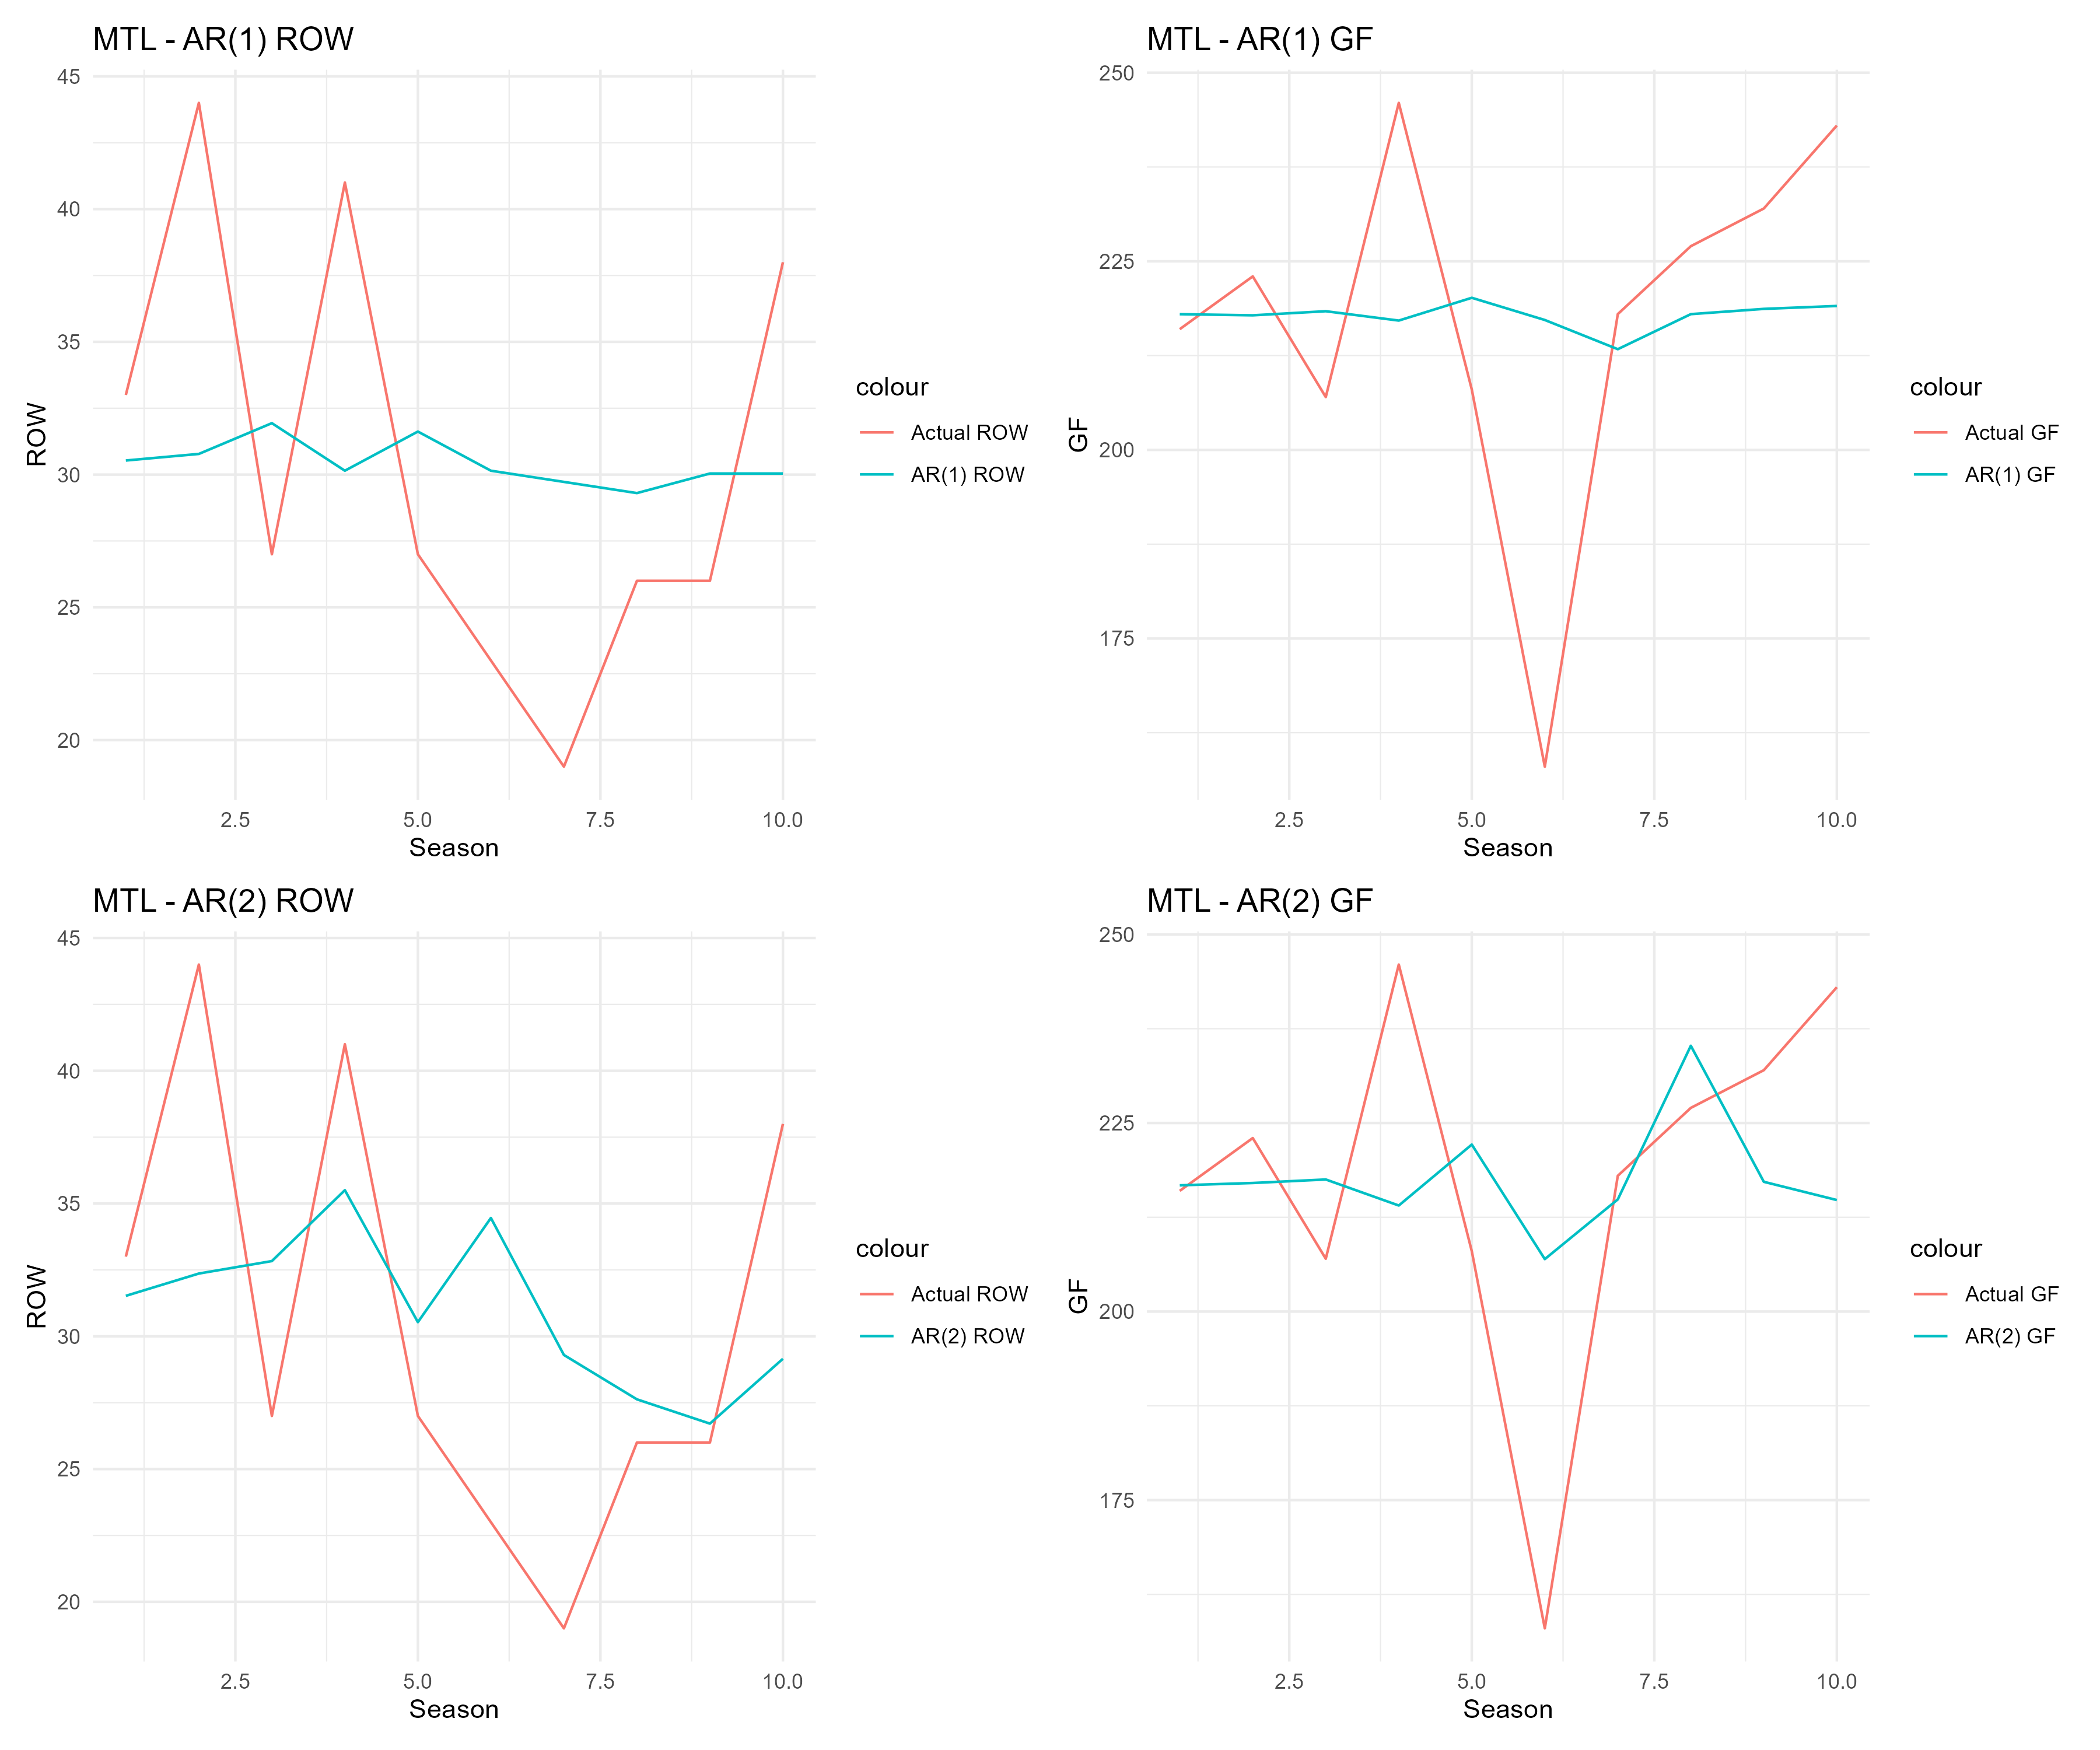 MTL - AR(1) ROW
45
40
35
30
25
20
ROW
2.5 5.0 7.5 10.0
Season
colour
Actual ROW
AR(1) ROW
MTL - AR(1) GF
250
225
200
175
GF
2.5 5.0 7.5 10.0
Season
colour
Actual GF
AR(1) GF
MTL - AR(2) ROW
45
40
35
30
25
20
ROW
2.5 5.0 7.5 10.0
Season
colour
Actual ROW
AR(2) ROW
MTL - AR(2) GF
250
225
200
175
GF
2.5 5.0 7.5 10.0
Season
colour
Actual GF
AR(2) GF